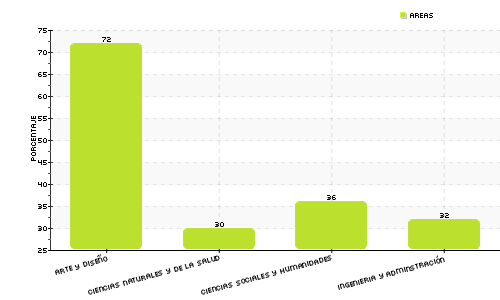 AREAS
75
72
70
65
60
55
PORCENTAJE
50
45
40
36
35
32
30
30
25
ARTE Y DISEÑO
CIENCIAS NATURALES Y DE LA SALUD
CIENCIAS SOCIALES Y HUMANIDADES
INGENIERIA Y ADMINSTRACIÓN